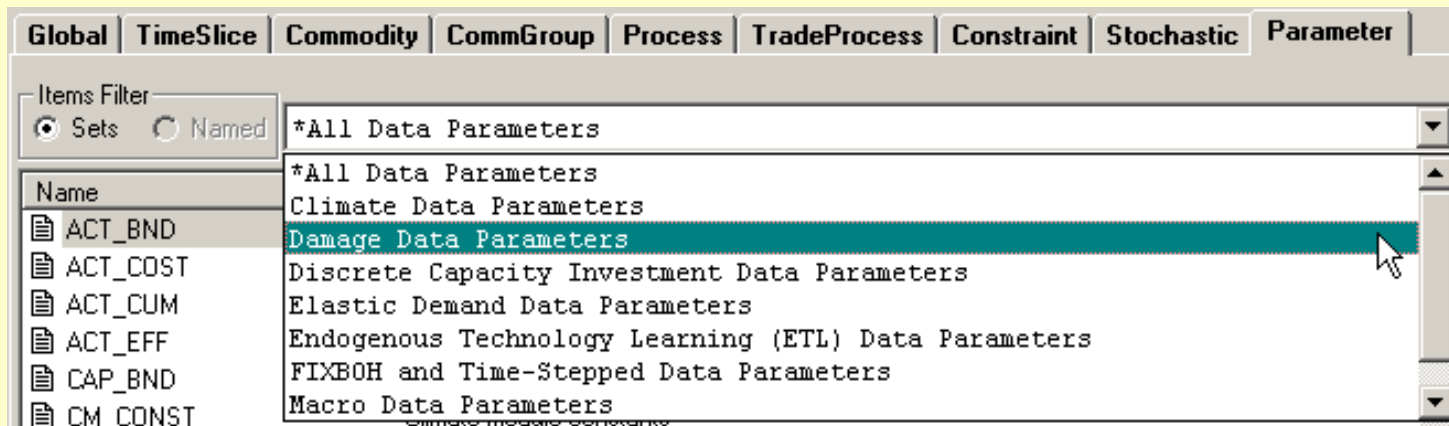 Global TimeSlice Commodity CommGroup Process TradeProcess Constraint Stochastic Parameter
Items Filter
Sets Named
*All Data Parameters
*All Data Parameters
Climate Data Parameters
Damage Data Parameters
Discrete Capacity Investment Data Parameters
Elastic Demand Data Parameters
Endogenous Technology Learning (ETL) Data Parameters
FIXBOH and Time-Stepped Data Parameters
Macro Data Parameters
Name
ACT_BND
ACT_COST
ACT_CUM
ACT_EFF
CAP_BND
CM_CONST